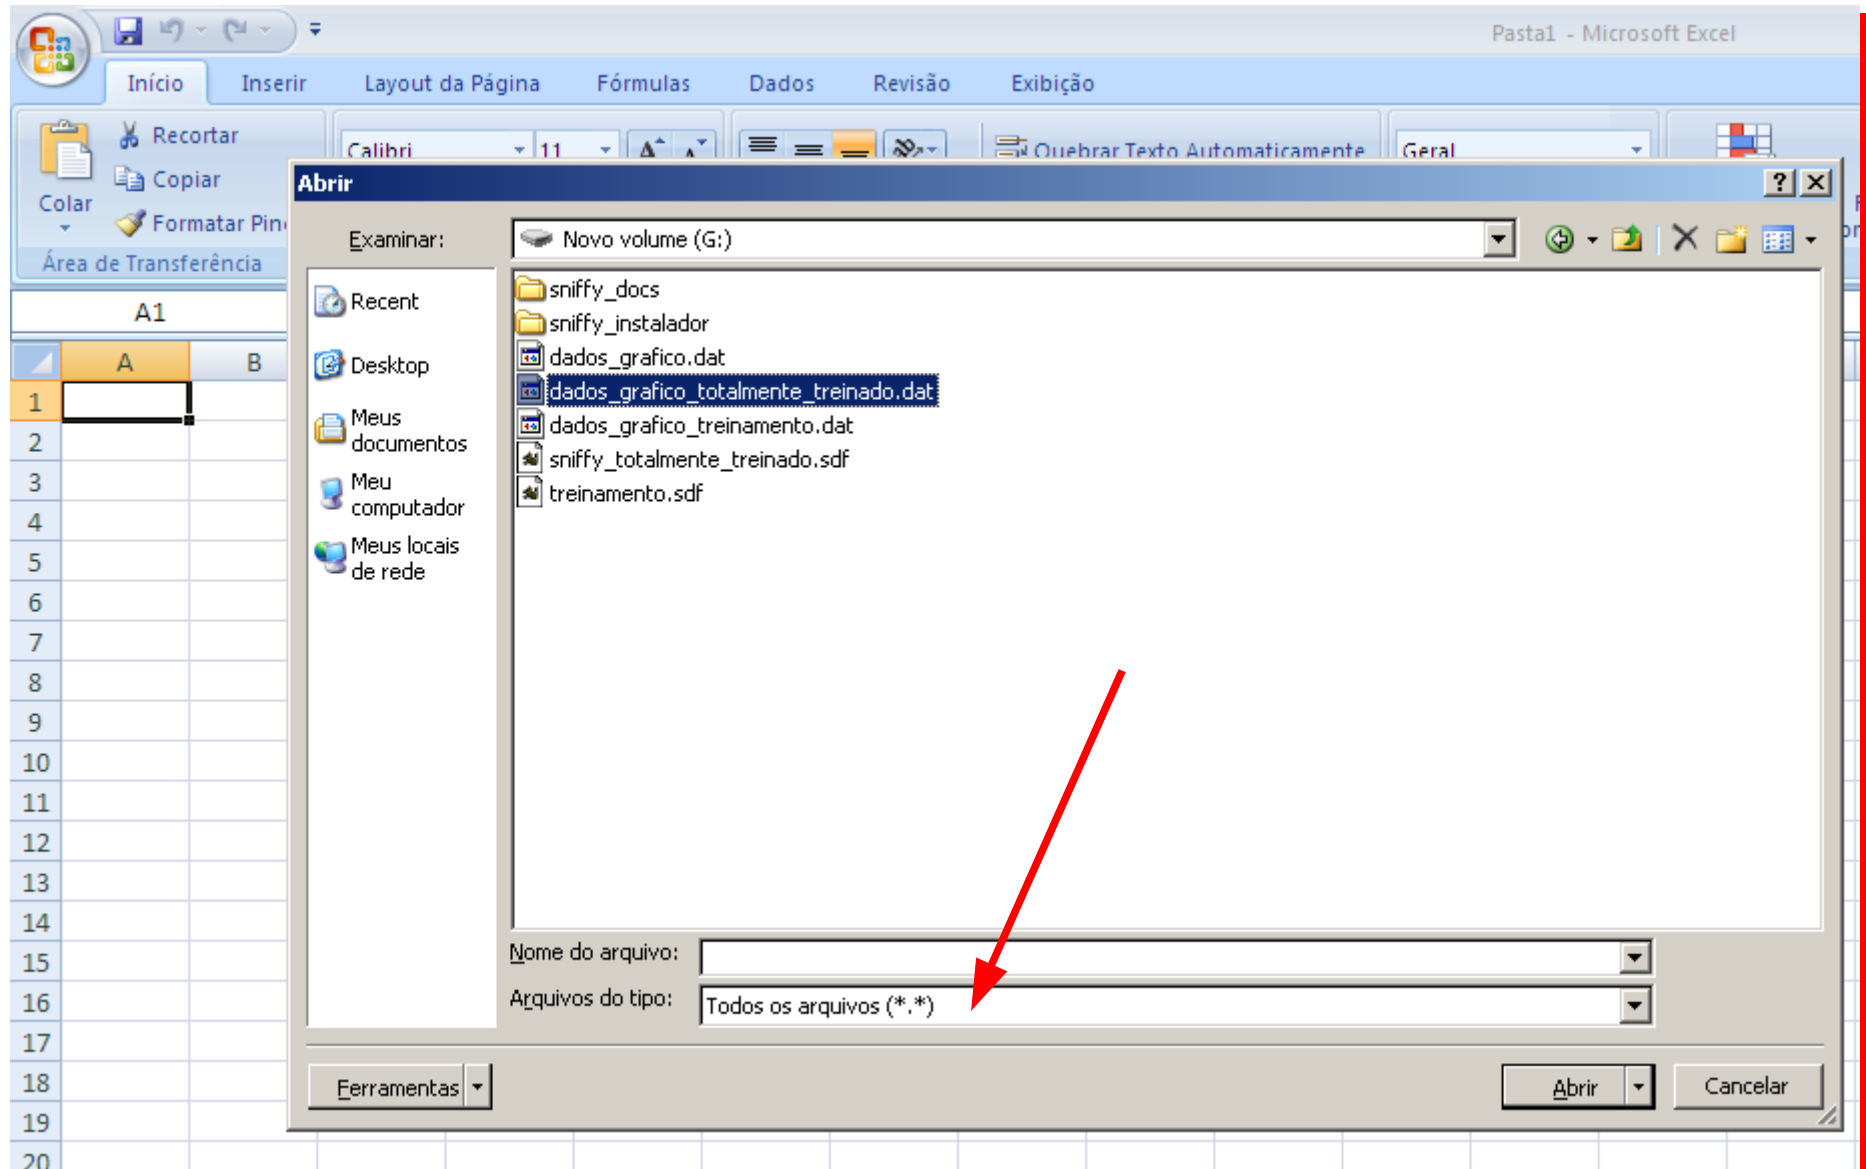 Pasta1 - Microsoft Excel
Início Inserir Layout da Página Fórmulas Dados Revisão Exibição
Recortar
Calibri 11 Quebrar Texto Automaticamente Geral
Copiar
Colar
Formatar Pin
Área de Transferência
Abrir
Examinar: Novo volume (G:)
A1
A B
Recent
Desktop
Meus
documentos
Meu
computador
Meus locais
de rede
sniffy_docs
sniffy_instalador
dados_grafico.dat
dados_grafico_totalmente_treinado.dat
dados_grafico_treinamento.dat
sniffy_totalmente_treinado.sdf
treinamento.sdf
1
2
3
4
5
6
7
8
9
10
11
12
13
14
15
16
17
18
19
20
Nome do arquivo:
Arquivos do tipo: Todos os arquivos (*.*)
Ferramentas Abrir Cancelar